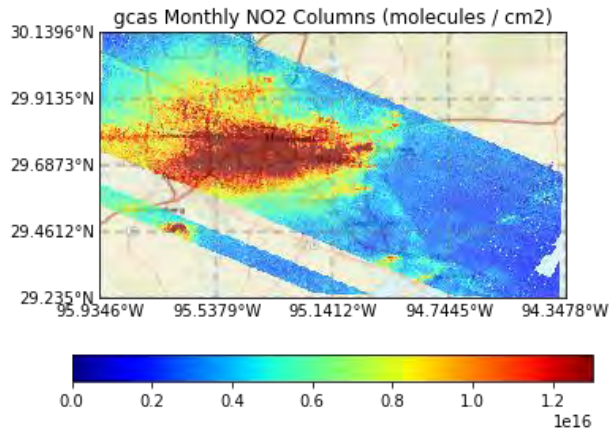 gcas Monthly NO2 Columns (molecules / cm2)
30.1396°N
29.9135°N
29.6873°N
29.4612°N
29.235°N
95.9346°W 95.5379°W 95.1412°W 94.7445°W 94.3478°W
0.0 0.2 0.4 0.6 0.8 1.0 1.2
1e16